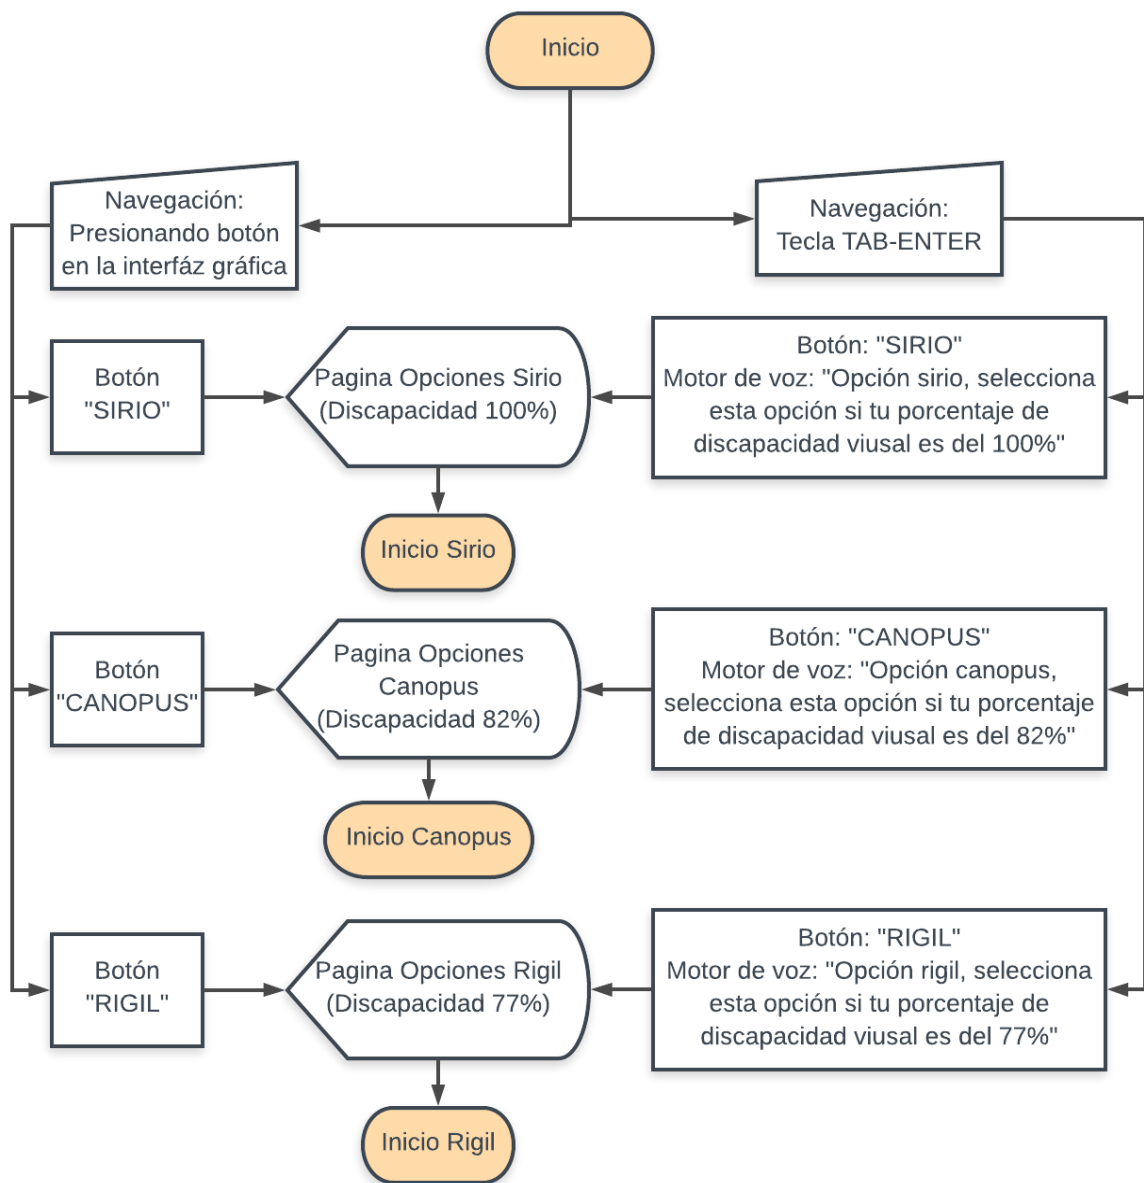 Inicio
Navegación:
Presionando botón
en la interfáz gráfica
Navegación:
Tecla TAB-ENTER
Botón
"SIRIO"
Pagina Opciones Sirio
(Discapacidad 100%)
Botón: "SIRIO"
Motor de voz: "Opción sirio, selecciona
esta opción si tu porcentaje de
discapacidad viusal es del 100%"
Inicio Sirio
Botón
"CANOPUS"
Pagina Opciones
Canopus
(Discapacidad 82%)
Botón: "CANOPUS"
Motor de voz: "Opción canopus,
selecciona esta opción si tu porcentaje
de discapacidad viusal es del 82%"
Inicio Canopus
Botón
"RIGIL"
Pagina Opciones Rigil
(Discapacidad 77%)
Botón: "RIGIL"
Motor de voz: "Opción rigil, selecciona
esta opción si tu porcentaje de
discapacidad viusal es del 77%"
Inicio Rigil